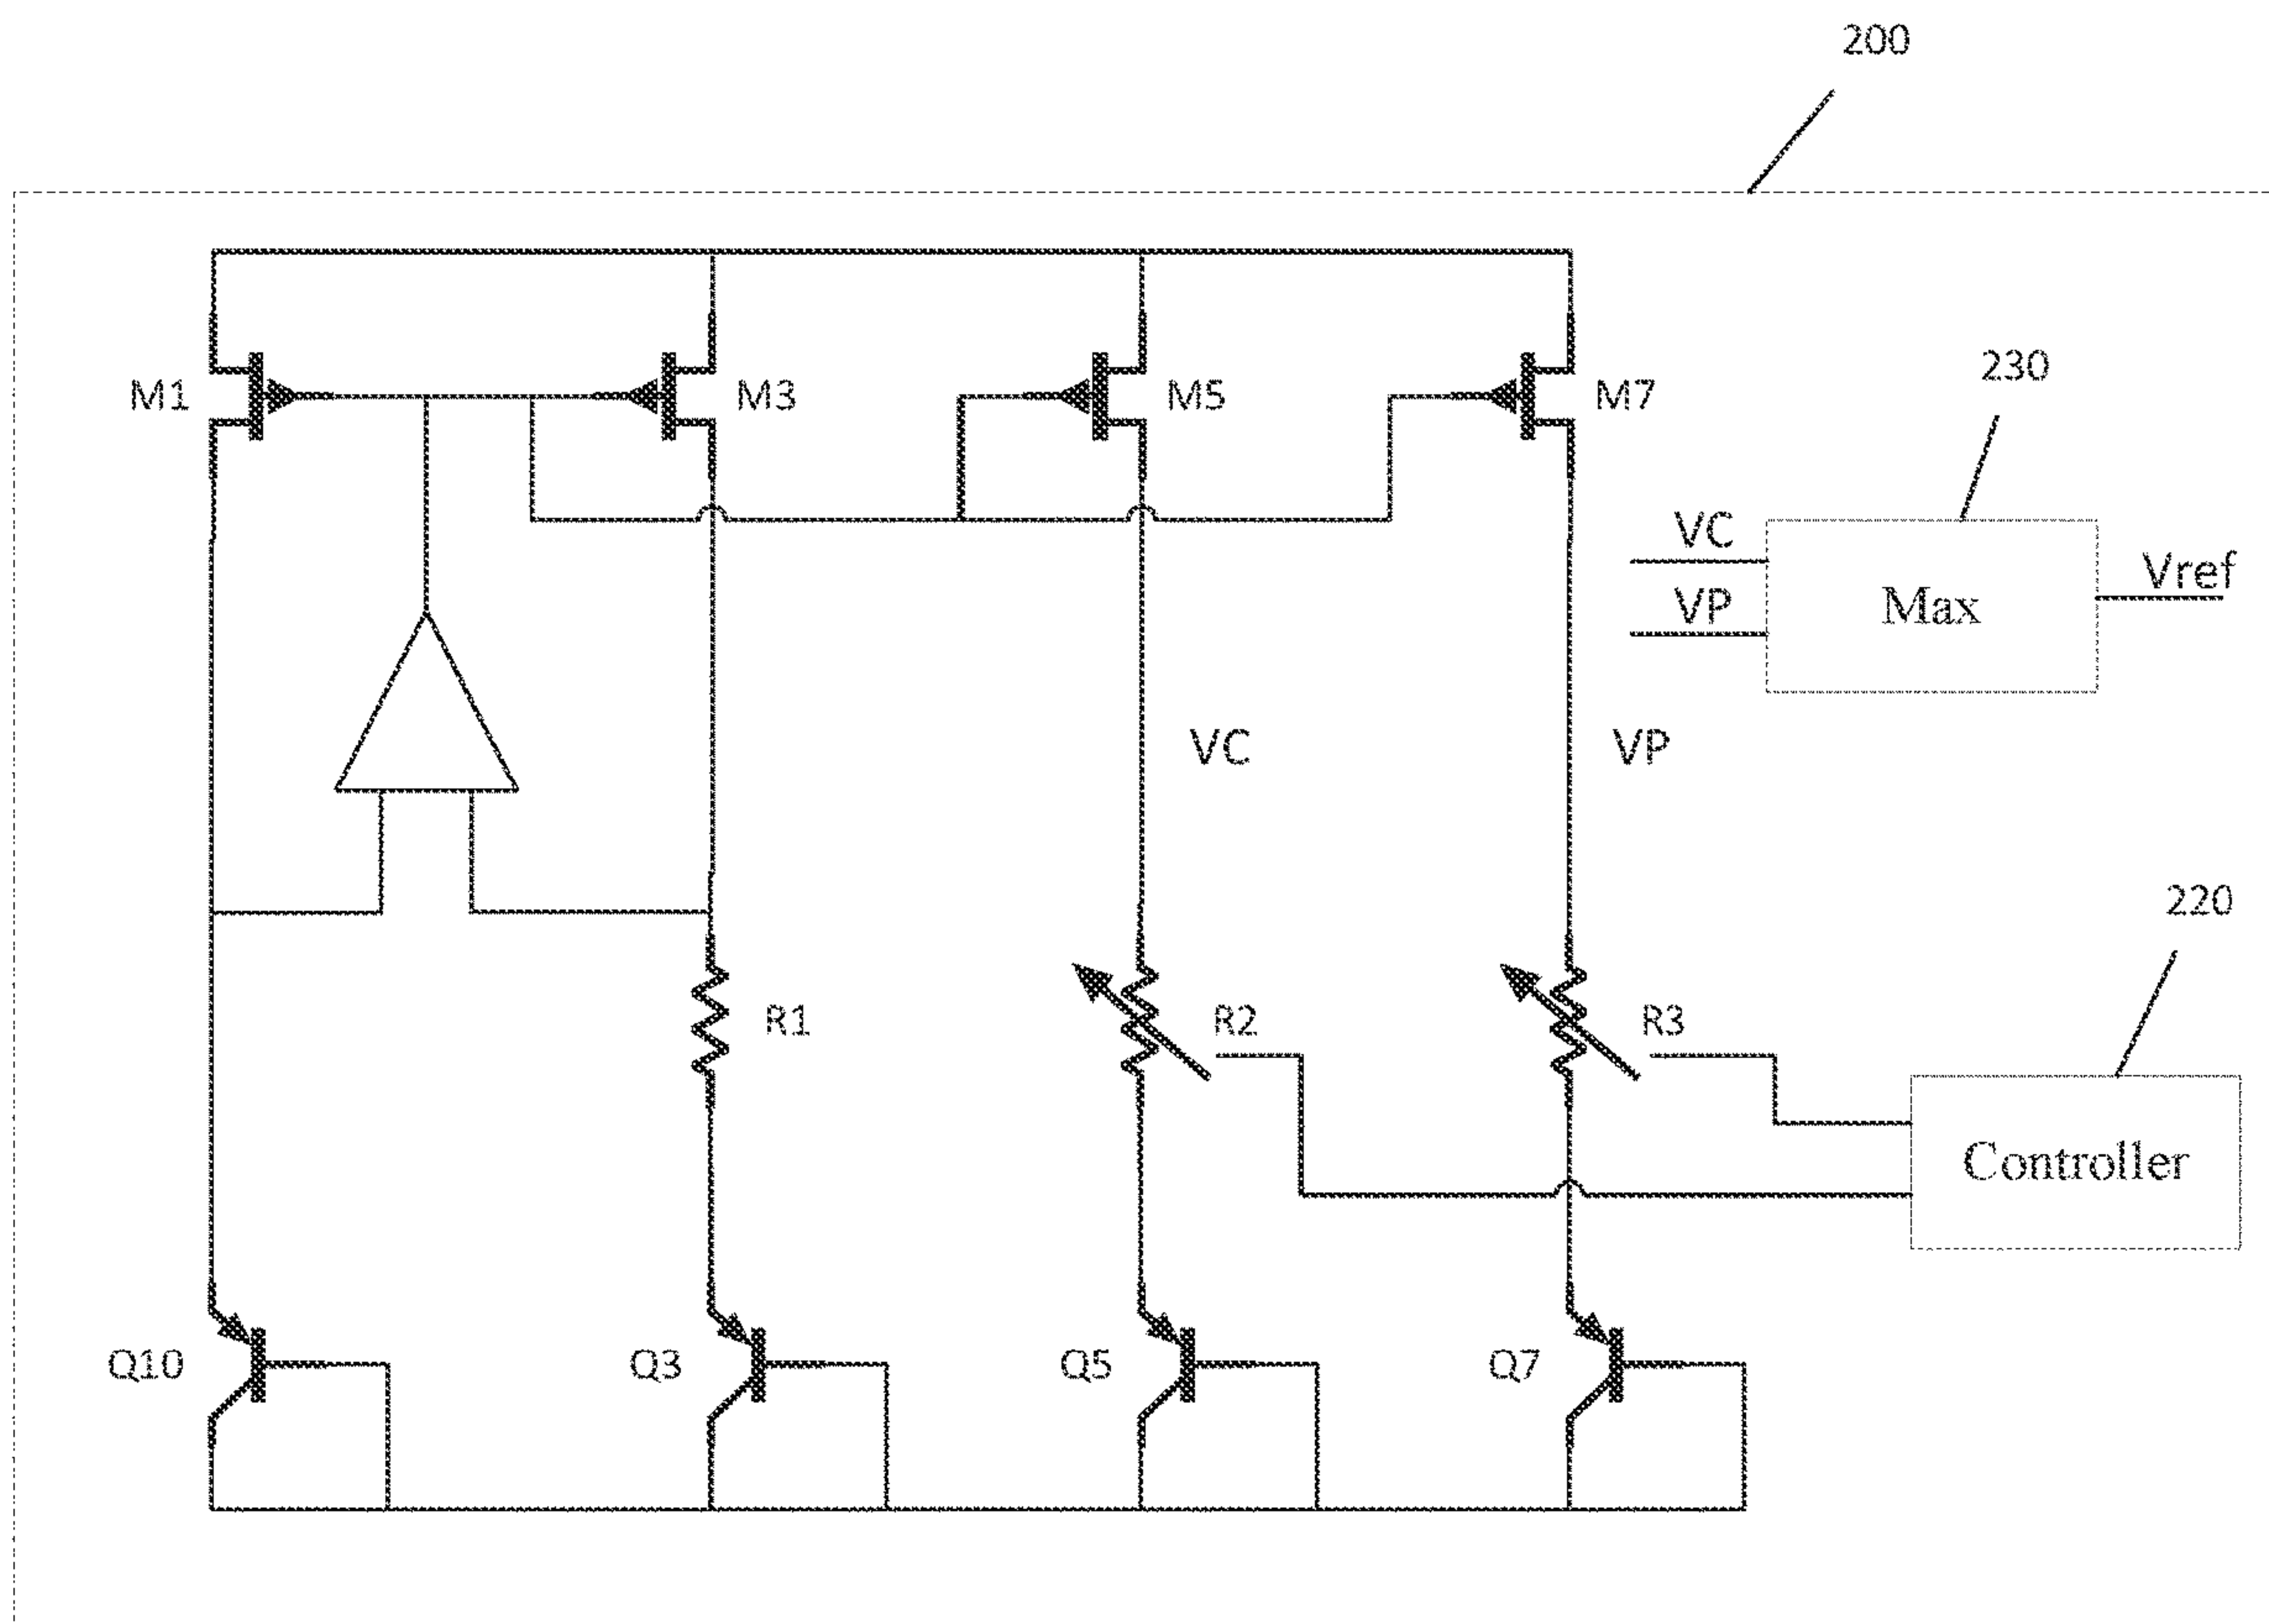 200
M1
M3
M5
M7
230
VC
VP
Max
Vref
VC
VP
220
R1
R2
R3
Controller
Q10
Q3
Q5
Q7